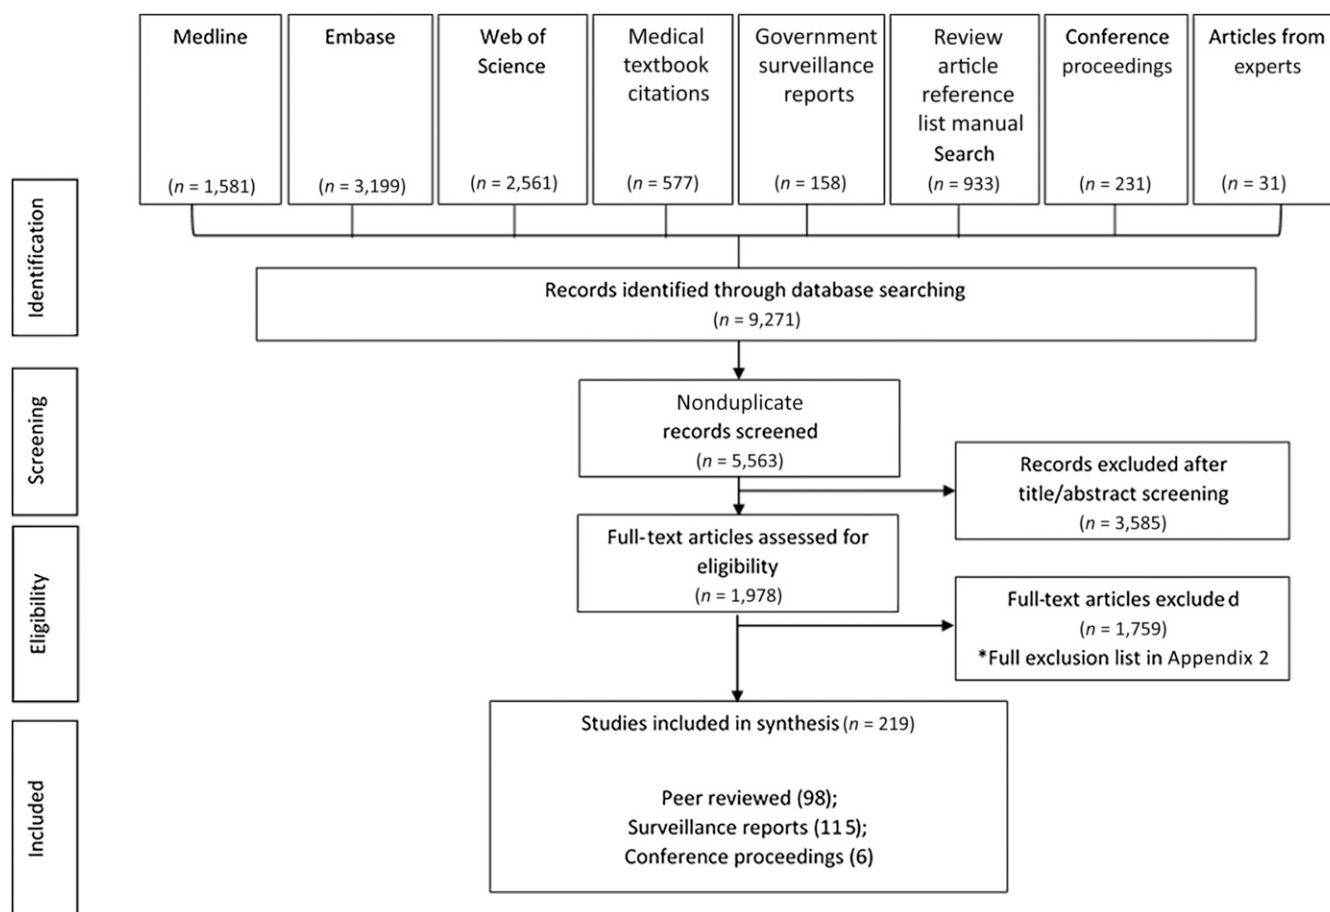 Medline
(n = 1,581)
Embase
(n = 3,199)
Web of
Science
(n = 2,561)
Medical
textbook
citations
(n = 577)
Government
surveillance
reports
(n = 158)
Review
article
reference
list manual
Search
(n = 933)
Conference
proceedings
(n = 231)
Articles from
experts
(n = 31)
Identification
Records identified through database searching
(n = 9,271)
Screening
Nonduplicate
records screened
(n = 5,563)
Records excluded after
title/abstract screening
(n = 3,585)
Eligibility
Full-text articles assessed for
eligibility
(n = 1,978)
Full-text articles excluded
(n = 1,759)
*Full exclusion list in Appendix 2
Included
Studies included in synthesis (n = 219)
Peer reviewed (98);
Surveillance reports (115);
Conference proceedings (6)